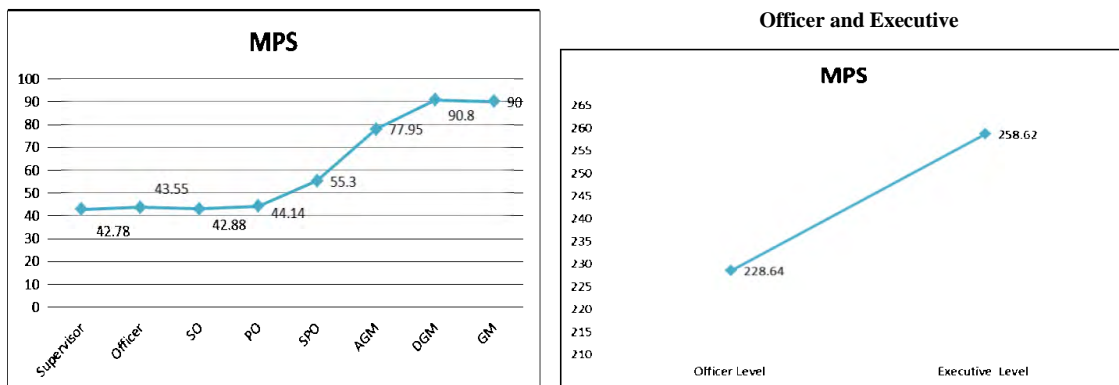 MPS
100
90
80
70
60
50
40
30
20
10
0
42.78
43.55
42.88
44.14
55.3
77.95
90.8
90
Supervisor
Officer
SO
PO
SPO
AGM
DGM
GM
Officer and Executive
MPS
265
260
255
250
245
240
235
230
225
220
215
210
228.64
258.62
Officer Level
Executive Level